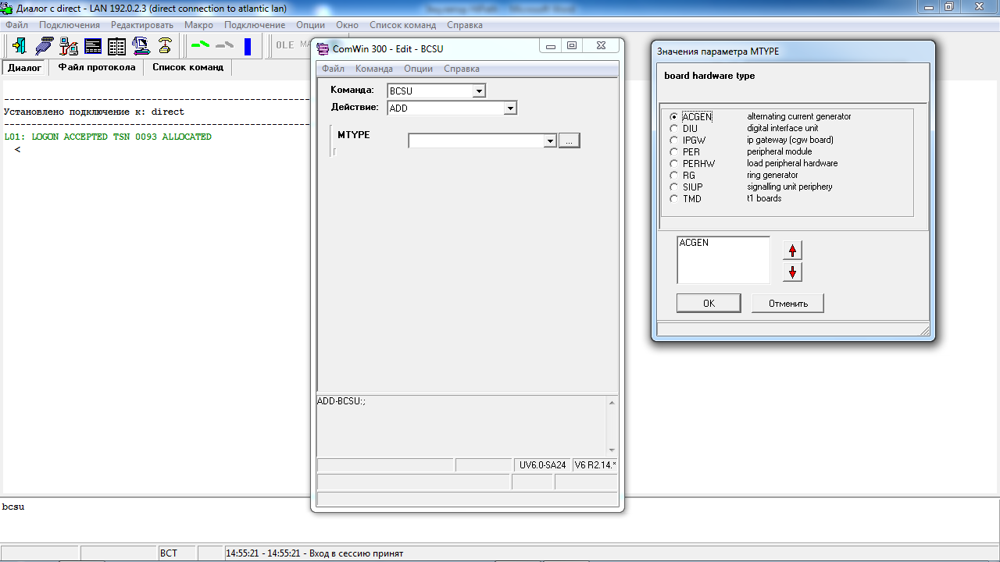 Диалог с direct - LAN 192.0.2.3 (direct connection to atlantic lan)
Файл Подключения Редактировать Макро Подключение Опции Окно Список команд Справка
OLE
Диалог Файл протокола Список команд
Установлено подключение к: direct
L01: LOGON ACCEPTED TSN 0093 ALLOCATED
<
bcsu
BCT 14:55:21 - 14:55:21 - Вход в сессию принят
ComWin 300 - Edit - BCSU
Файл Команда Опции Справка
Команда: BCSU
Действие: ADD
MTYPE ...
ADD-BCSU:;
UV6.0-SA24 V6 R2.14.*
Значения параметра MTYPE
board hardware type
ACGEN alternating current generator
DIU digital interface unit
IPGW ip gateway (cgw board)
PER peripheral module
PERHW load peripheral hardware
RG ring generator
SIUP signalling unit periphery
TMD t1 boards
ACGEN
OK Отменить